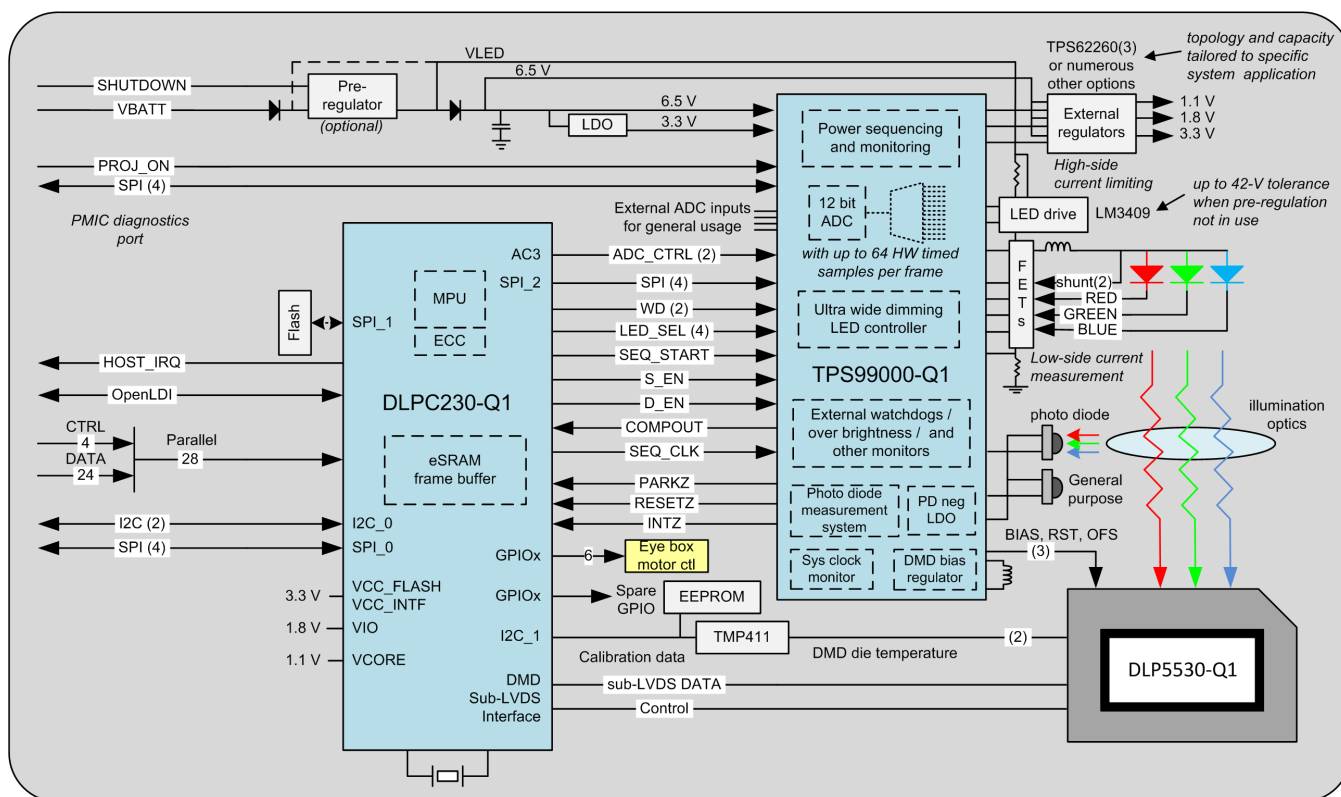 SHUTDOWN
VBATT
Pre-
regulator
(optional)
VLED
6.5 V
6.5 V
LDO
3.3 V
TPS62260(3)
or numerous
other options
topology and capacity
tailored to specific
system application
External
regulators
1.1 V
1.8 V
3.3 V
Power sequencing
and monitoring
PROJ_ON
SPI (4)
PMIC diagnostics
port
High-side
current limiting
LED drive
LM3409
up to 42-V tolerance
when pre-regulation
not in use
External ADC inputs
for general usage
12 bit
ADC
with up to 64 HW timed
samples per frame
AC3
ADC_CTRL (2)
SPI_2
SPI (4)
WD (2)
LED_SEL (4)
SEQ_START
S_EN
D_EN
COMPOUT
SEQ_CLK
PARKZ
RESETZ
INTZ
MPU
ECC
Flash
SPI_1
HOST_IRQ
OpenLDI
DLPC230-Q1
eSRAM
frame buffer
CTRL
4
DATA
24
Parallel
28
I2C (2)
I2C_0
SPI (4)
SPI_0
Ultra wide dimming
LED controller
TPS99000-Q1
External watchdogs /
over brightness / and
other monitors
Photo diode
measurement
system
PD neg
LDO
Sys clock
monitor
DMD bias
regulator
FETs
shunt(2)
RED
GREEN
BLUE
Low-side current
measurement
photo diode
illumination
optics
General
purpose
BIAS, RST, OFS
(3)
GPIOx
6
Eye box
motor ctl
GPIOx
Spare
GPIO
EEPROM
3.3 V
VCC_FLASH
VCC_INTF
1.8 V
VIO
1.1 V
VCORE
I2C_1
TMP411
(2)
Calibration data
DMD die temperature
DMD
Sub-LVDS
Interface
sub-LVDS DATA
Control
DLP5530-Q1